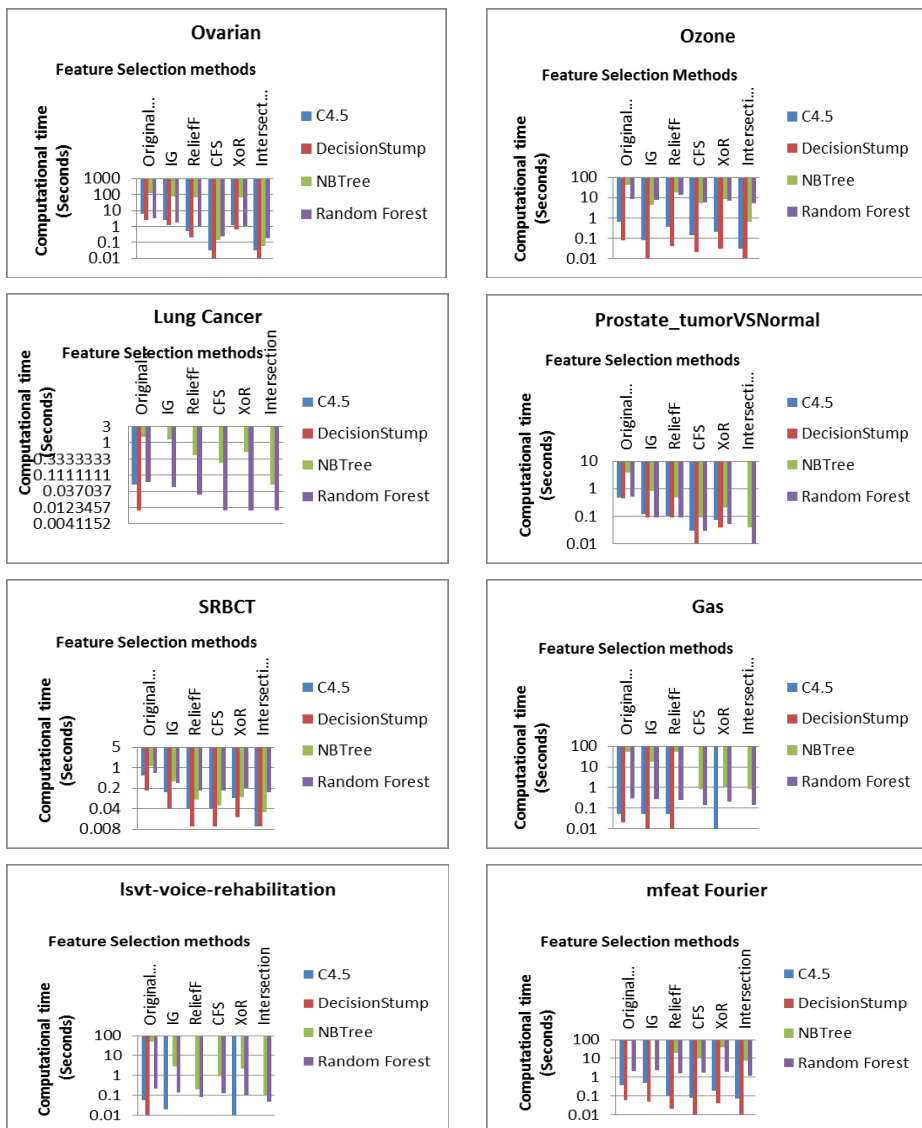 Ovarian
Feature Selection methods
Computational time
(Seconds)
Original...
IG
ReliefF
CFS
XoR
Intersecti...
1000
100
10
1
0.1
0.01
C4.5
DecisionStump
NBTree
Random Forest
Ozone
Feature Selection Methods
Computational time
(Seconds)
Original...
IG
ReliefF
CFS
XoR
Intersecti...
100
10
1
0.1
0.01
C4.5
DecisionStump
NBTree
Random Forest
Lung Cancer
Feature Selection methods
Computational time
(Seconds)
Original
IG
ReliefF
CFS
XoR
Intersection
3
1
0.3333333
0.1111111
0.037037
0.0123457
0.0041152
C4.5
DecisionStump
NBTree
Random Forest
Prostate_tumorVSNormal
Feature Selection methods
Computational time
(Seconds)
Original...
IG
ReliefF
CFS
XoR
Intersecti...
10
1
0.1
0.01
C4.5
DecisionStump
NBTree
Random Forest
SRBCT
Feature Selection methods
Computational time
(Seconds)
Original...
IG
ReliefF
CFS
XoR
Intersecti...
5
1
0.2
0.04
0.008
C4.5
DecisionStump
NBTree
Random Forest
Gas
Feature Selection methods
Computational time
(Seconds)
Original...
IG
ReliefF
CFS
XoR
Intersecti...
100
10
1
0.1
0.01
C4.5
DecisionStump
NBTree
Random Forest
lsvt-voice-rehabilitation
Feature Selection methods
Computational time
(Seconds)
Original...
IG
ReliefF
CFS
XoR
Intersection
100
10
1
0.1
0.01
C4.5
DecisionStump
NBTree
Random Forest
mfeat Fourier
Feature Selection methods
Computational time
(Seconds)
Original...
IG
ReliefF
CFS
XoR
Intersection
100
10
1
0.1
0.01
C4.5
DecisionStump
NBTree
Random Forest